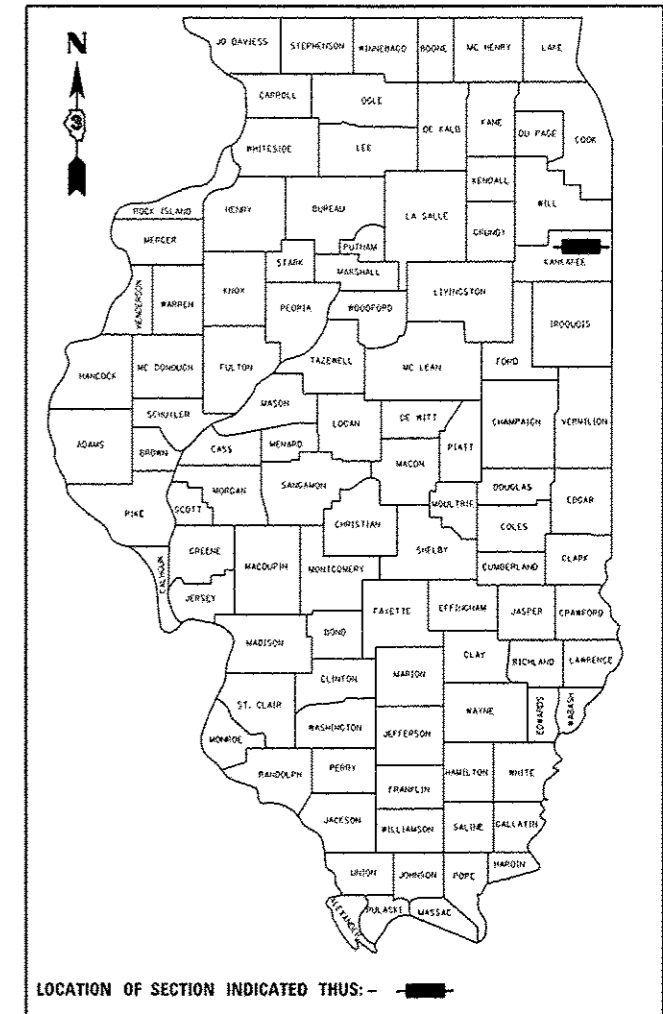 JO DAVIESS STEPHENSON WINNEBAGO BOONE MC HENRY LAKE
N
CARROLL OGLE DE KALB KANE DU PAGE COOK
3
WHITESIDE LEE
KENDALL WILL
ROCK ISLAND HENRY BUREAU LA SALLE GRUNDY
MERCER PUTNAM KANKAKEE
STARK MARSHALL
HENDERSON WARREN KNOX PEORIA WOODFORD LIVINGSTON IROQUOIS
HANCOCK MC DONOUGH FULTON TAZEWELL MC LEAN FORD
MASON
SCHUYLER LOGAN DE WITT CHAMPAIGN VERMILION
ADAMS BROWN CASS MENARD PIATT
MACON
MORGAN SANGAMON DOUGLAS
PIKE SCOTT CHRISTIAN MOULTRIE COLES EDGAR
GREENE MACOUPIN MONTGOMERY SHELBY CUMBERLAND CLARK
CALHOUN JERSEY FAYETTE EFFINGHAM JASPER CRAWFORD
MADISON BOND
CLAY RICHLAND LAWRENCE
CLINTON MARION
ST. CLAIR WAYNE EDWARDS WABASH
MONROE WASHINGTON JEFFERSON
RANDOLPH PERRY HAMILTON WHITE
FRANKLIN
JACKSON WILLIAMSON SALINE GALLATIN
UNION JOHNSON POPE HARDIN
ALEXANDER PULASKI MASSAC
LOCATION OF SECTION INDICATED THUS: -